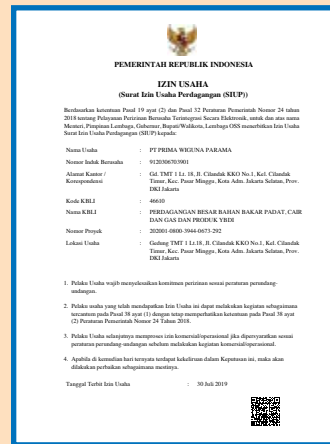 PEMERINTAH REPUBLIK INDONESIA
IZIN USAHA
(Surat Izin Usaha Perdagangan (SIUP))
Berdasarkan ketentuan Pasal 19 ayat (2) dan Pasal 32 Peraturan Pemerintah Nomor 24 tahun
2018 tentang Pelayanan Perizinan Berusaha Terintegrasi Secara Elektronik, untuk dan atas nama
Menteri, Pimpinan Lembaga, Gubernur, Bupati/Walikota, Lembaga OSS menerbitkan Izin Usaha
Surat Izin Usaha Perdagangan (SIUP) kepada:
Nama Usaha : PT PRIMA WIGUNA PARAMA
Nomor Induk Berusaha : 9120306703901
Alamat Kantor / : Gd. TMT 1 Lt. 18, Jl. Cilandak KKO No.1, Kel. Cilandak
Korespondensi Timur, Kec. Pasar Minggu, Kota Adm. Jakarta Selatan, Prov.
DKI Jakarta
Kode KBLI : 46610
Nama KBLI : PERDAGANGAN BESAR BAHAN BAKAR PADAT, CAIR
DAN GAS DAN PRODUK YBDI
Nomor Proyek : 202001-0800-3944-0673-292
Lokasi Usaha : Gedung TMT 1 Lt.18, Jl. Cilandak KKO No.1, Kel. Cilandak
Timur, Kec. Pasar Minggu, Kota Adm. Jakarta Selatan, Prov.
DKI Jakarta
1. Pelaku Usaha wajib menyelesaikan komitmen perizinan sesuai peraturan perundang-
undangan.
2. Pelaku usaha yang telah mendapatkan Izin Usaha ini dapat melakukan kegiatan sebagaimana
tercantum pada Pasal 38 ayat (1) dengan tetap memperhatikan ketentuan pada Pasal 38 ayat
(2) Peraturan Pemerintah Nomor 24 Tahun 2018.
3. Pelaku Usaha selanjutnya memproses izin komersial/operasional jika dipersyaratkan sesuai
peraturan perundang-undangan sebelum melakukan kegiatan komersial/operasional.
4. Apabila di kemudian hari ternyata terdapat kekeliruan dalam Keputusan ini, maka akan
dilakukan perbaikan sebagaimana mestinya.
Tanggal Terbit Izin Usaha : 30 Juli 2019